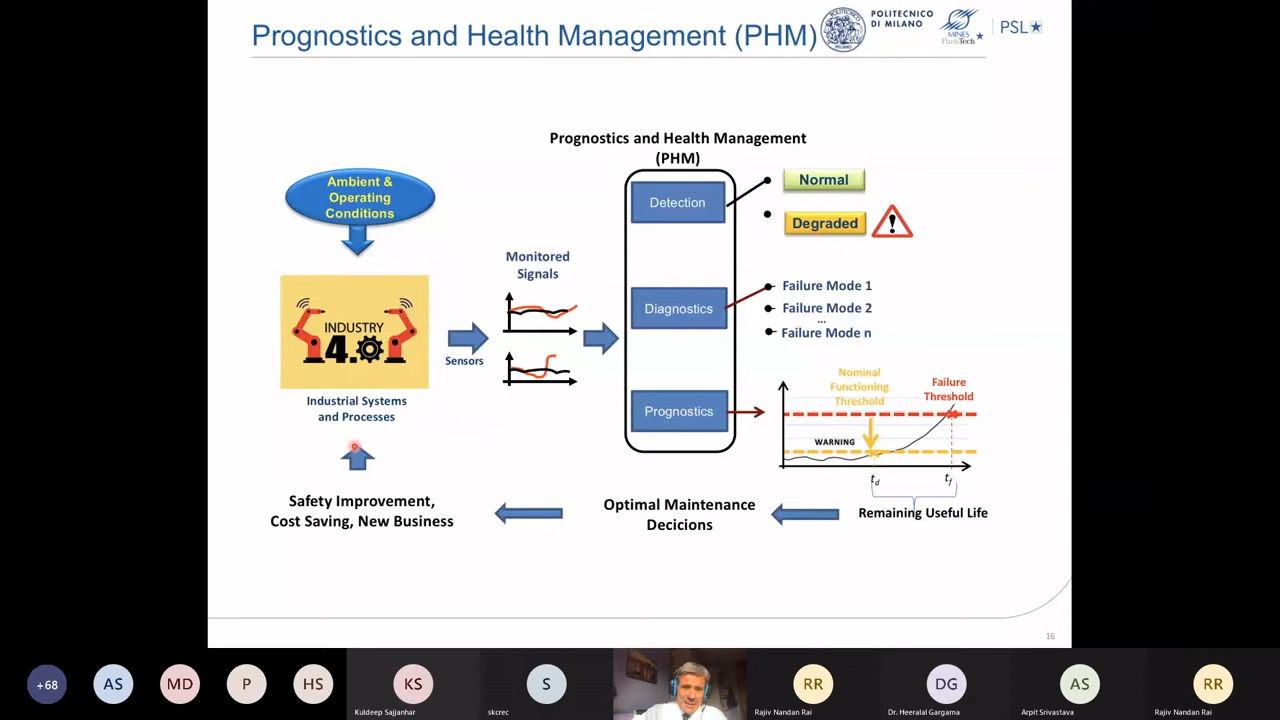 Prognostics and Health Management (PHM)
POLITECNICO
DI MILANO
MINES
ParisTech
PSL
Prognostics and Health Management
(PHM)
Ambient &
Operating
Conditions
INDUSTRY
4.0
Industrial Systems
and Processes
Sensors
Monitored
Signals
Detection
Diagnostics
Prognostics
Normal
Degraded
!
Failure Mode 1
Failure Mode 2
...
Failure Mode n
Nominal
Functioning
Threshold
Failure
Threshold
WARNING
td
tf
Remaining Useful Life
Optimal Maintenance
Decicions
Safety Improvement,
Cost Saving, New Business
16
+68
AS
MD
P
HS
KS
Kuldeep Sajjanhar
S
skcrec
RR
Rajiv Nandan Rai
DG
Dr. Heeralal Gargama
AS
Arpit Srivastava
RR
Rajiv Nandan Rai